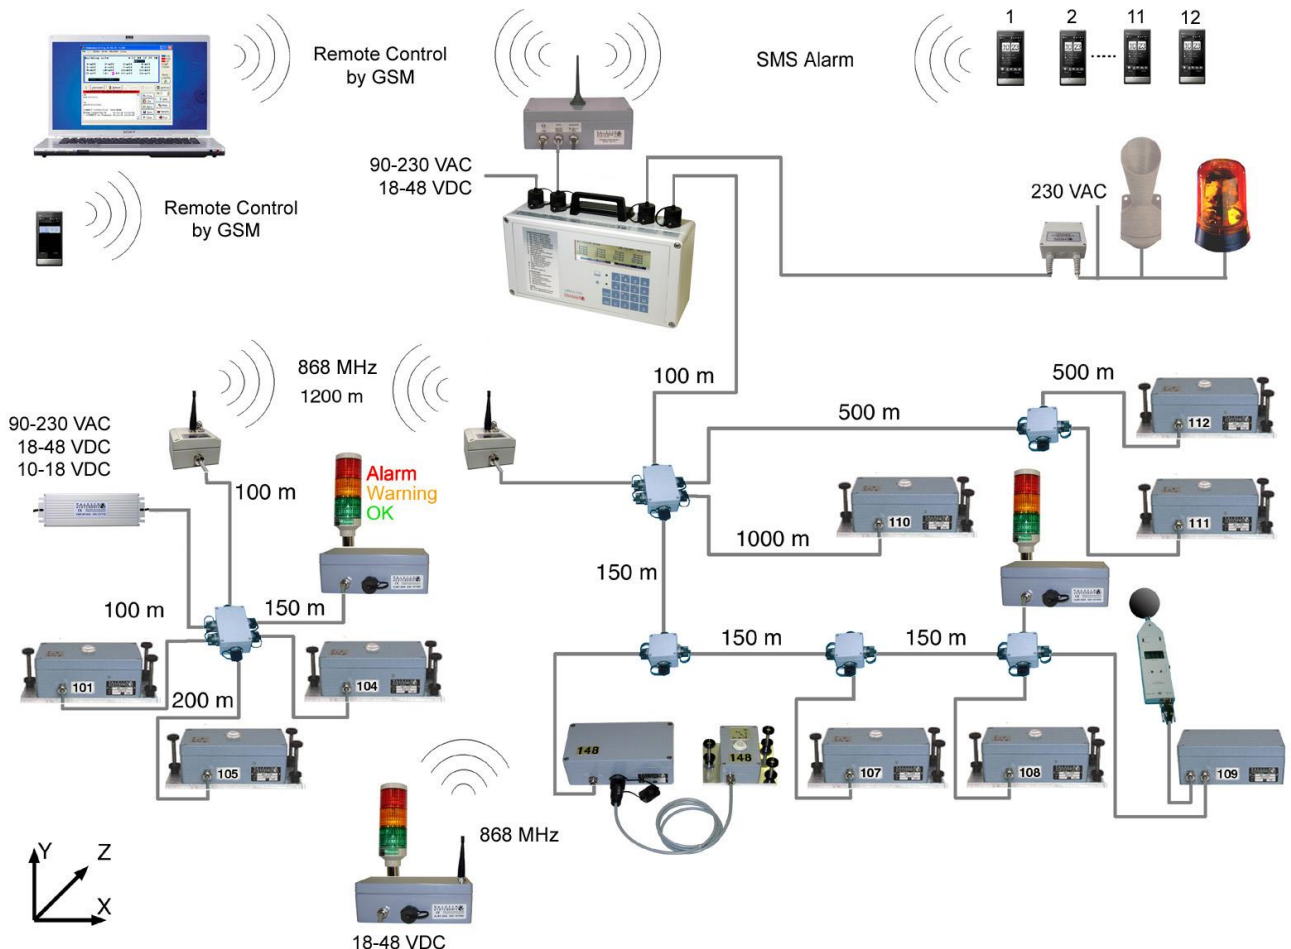 Remote Control
by GSM
SMS Alarm
1
2
11
12
90-230 VAC
18-48 VDC
230 VAC
Remote Control
by GSM
868 MHz
1200 m
100 m
500 m
500 m
112
90-230 VAC
18-48 VDC
10-18 VDC
Alarm
Warning
OK
100 m
110
111
1000 m
150 m
100 m
150 m
150 m
150 m
101
104
200 m
105
148
148
107
108
109
868 MHz
Y
Z
X
18-48 VDC